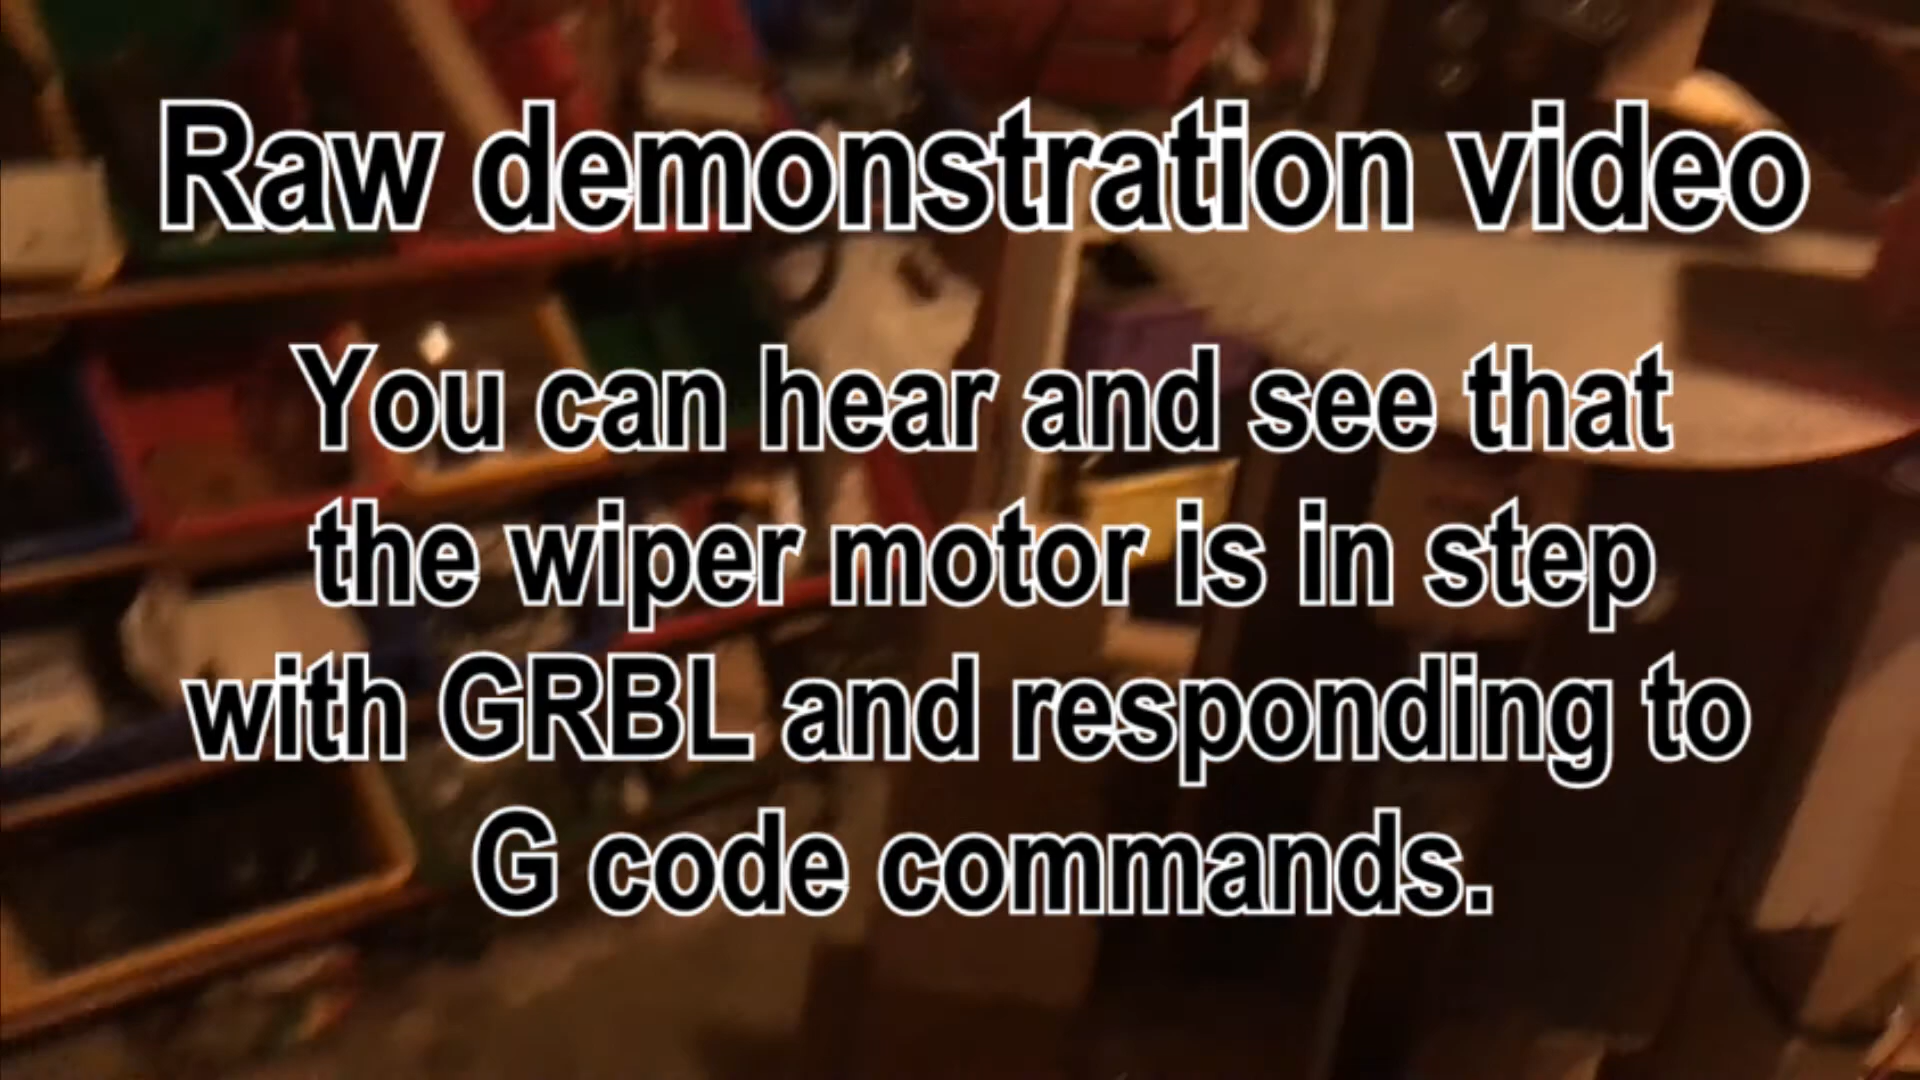 Raw demonstration video
You can hear and see that
the wiper motor is in step
with GRBL and responding to
G code commands.